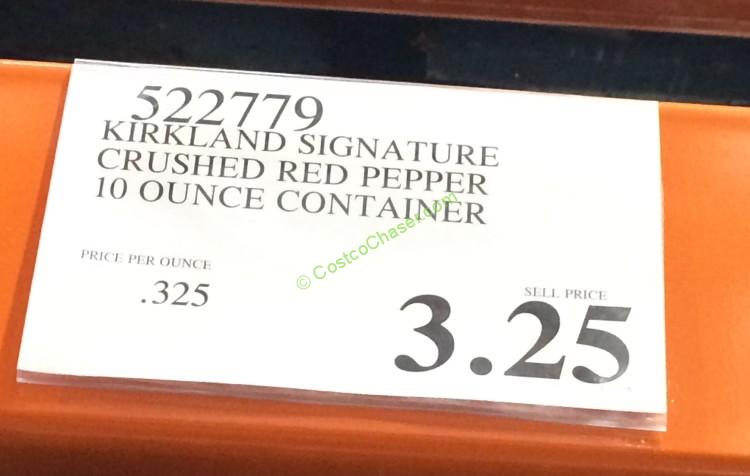 522779
KIRKLAND SIGNATURE
CRUSHED RED PEPPER
10 OUNCE CONTAINER
© CostcoChaser.com
PRICE PER OUNCE
.325
SELL PRICE
3.25